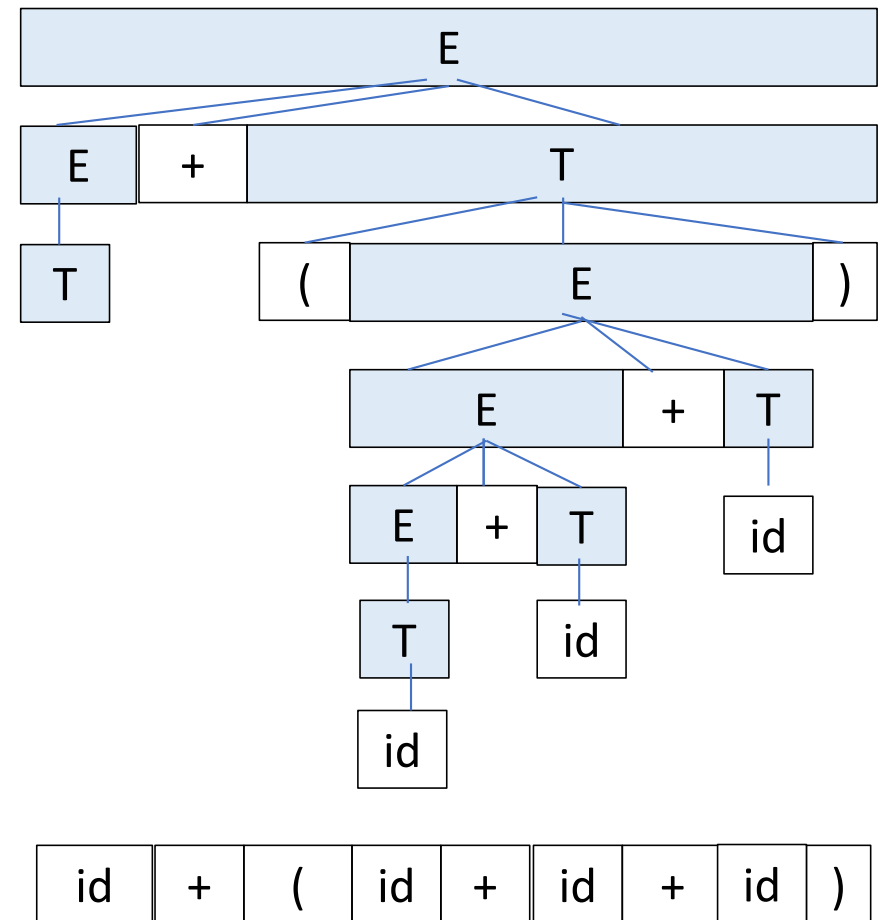 E
E + T
T ( E )
E + T
E + T id
T id
id
id + ( id + id + id )